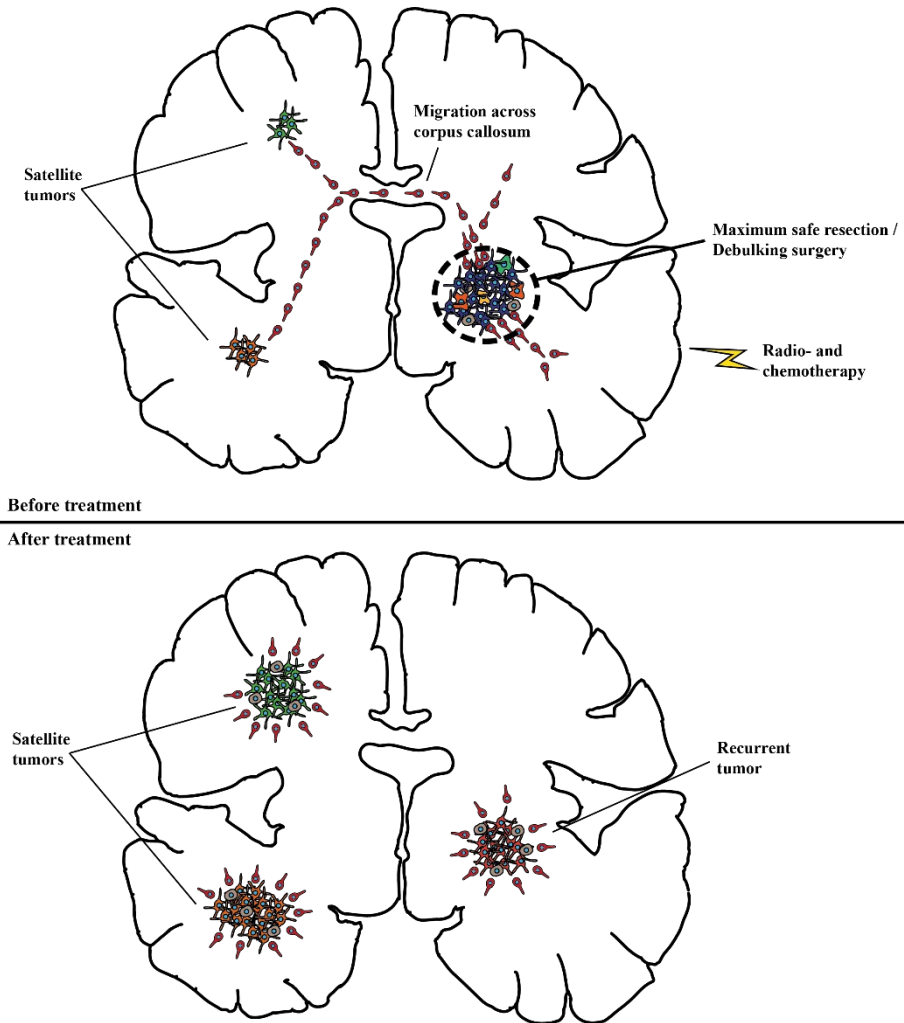 Migration across
corpus callosum
Satellite
tumors
Maximum safe resection /
Debulking surgery
Radio- and
chemotherapy
Before treatment
After treatment
Satellite
tumors
Recurrent
tumor